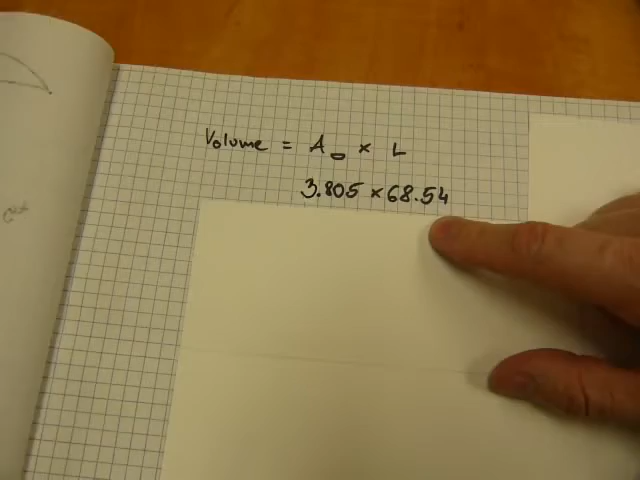 Volume = A▭ × L
3.805 × 68.54